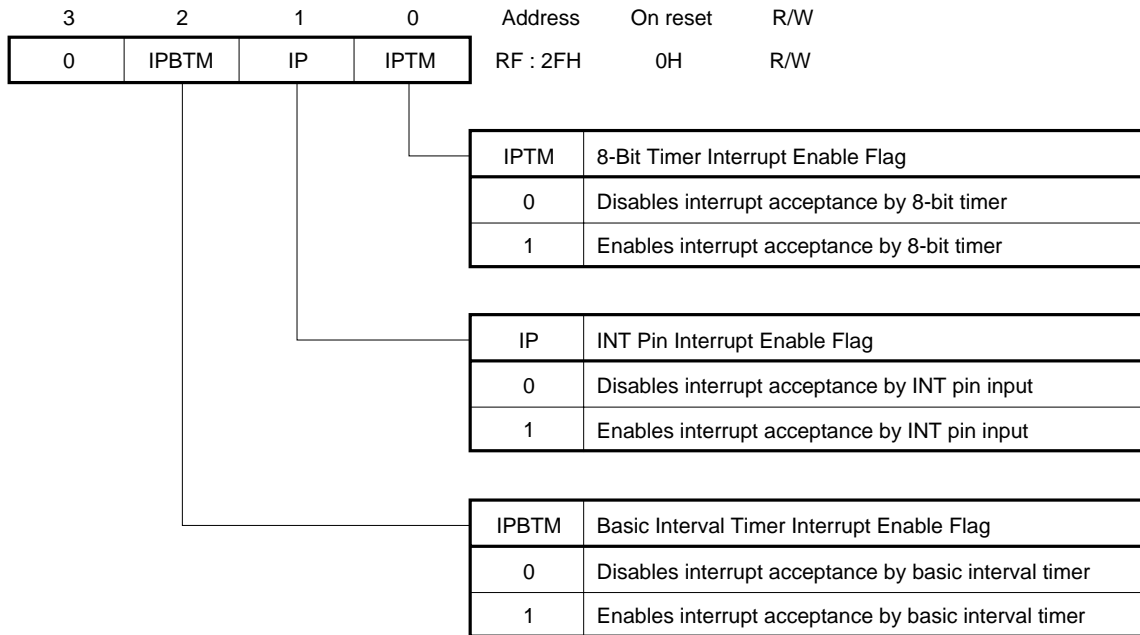 3 2 1 0 Address On reset R/W
0 IPBTM IP IPTM RF : 2FH 0H R/W
IPTM 8-Bit Timer Interrupt Enable Flag
0 Disables interrupt acceptance by 8-bit timer
1 Enables interrupt acceptance by 8-bit timer
IP INT Pin Interrupt Enable Flag
0 Disables interrupt acceptance by INT pin input
1 Enables interrupt acceptance by INT pin input
IPBTM Basic Interval Timer Interrupt Enable Flag
0 Disables interrupt acceptance by basic interval timer
1 Enables interrupt acceptance by basic interval timer